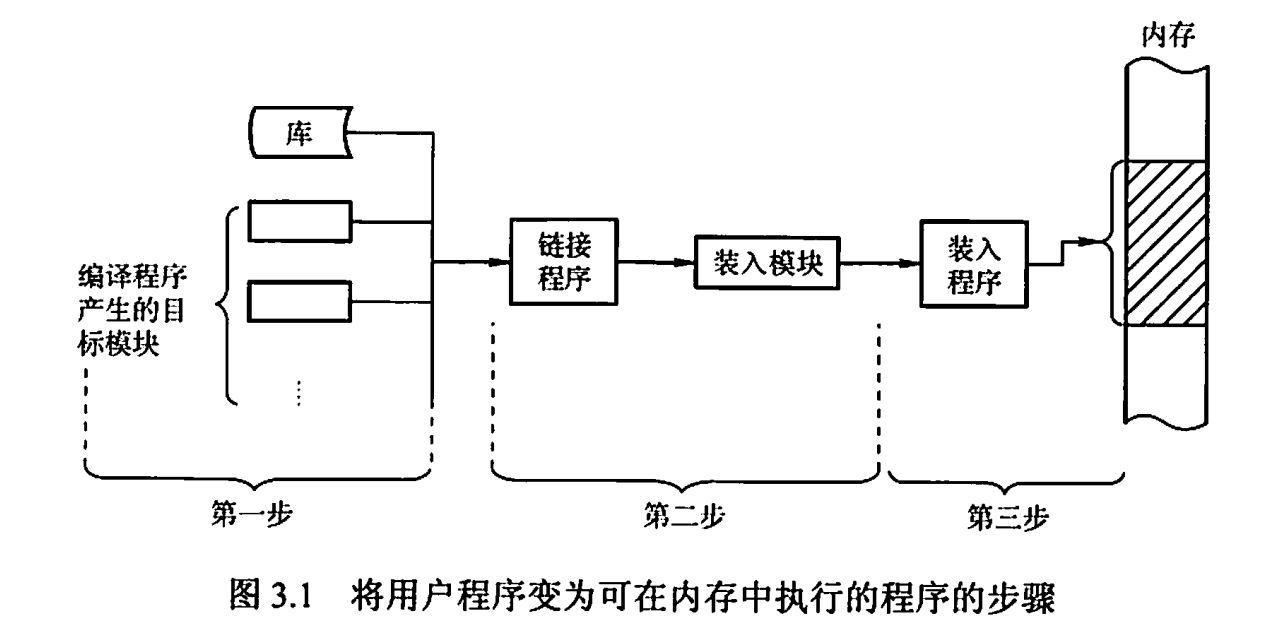 内存
库
编译程序
产生的目
标模块
链接
程序
装入模块
装入
程序
第一步
第二步
第三步
图 3.1 将用户程序变为可在内存中执行的程序的步骤